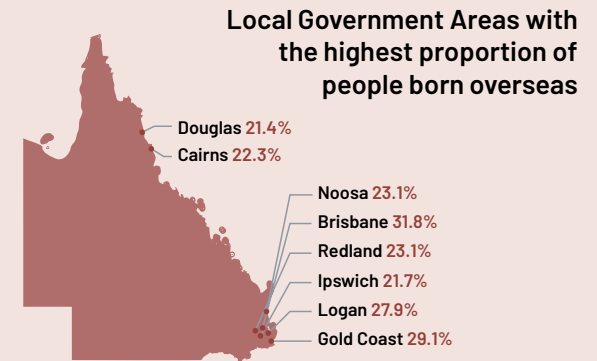 Local Government Areas with
the highest proportion of
people born overseas
Douglas 21.4%
Cairns 22.3%
Noosa 23.1%
Brisbane 31.8%
Redland 23.1%
Ipswich 21.7%
Logan 27.9%
Gold Coast 29.1%